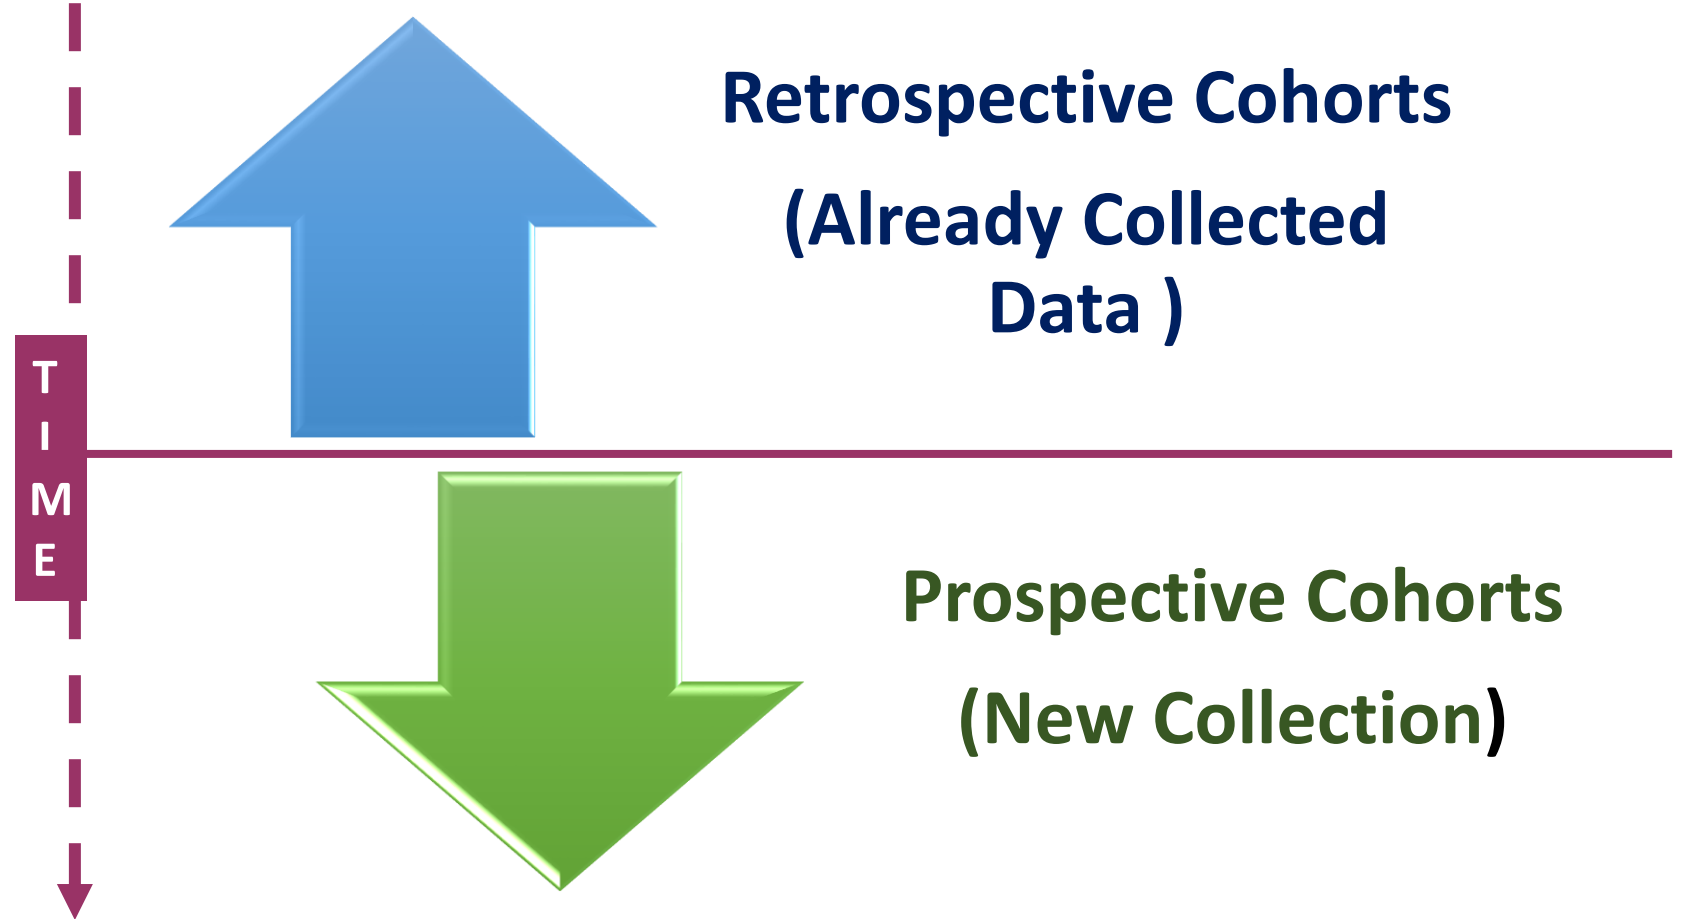 Retrospective Cohorts
(Already Collected
Data )
T
I
M
E
Prospective Cohorts
(New Collection)